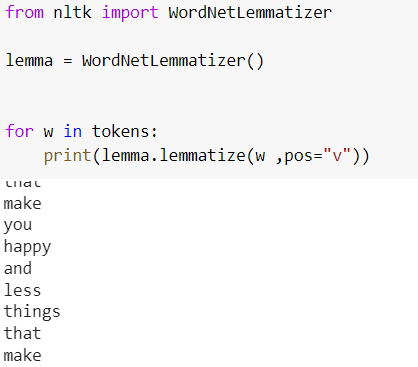 from nltk import WordNetLemmatizer
lemma = WordNetLemmatizer()
for w in tokens:
print(lemma.lemmatize(w ,pos="v"))
that
make
you
happy
and
less
things
that
make